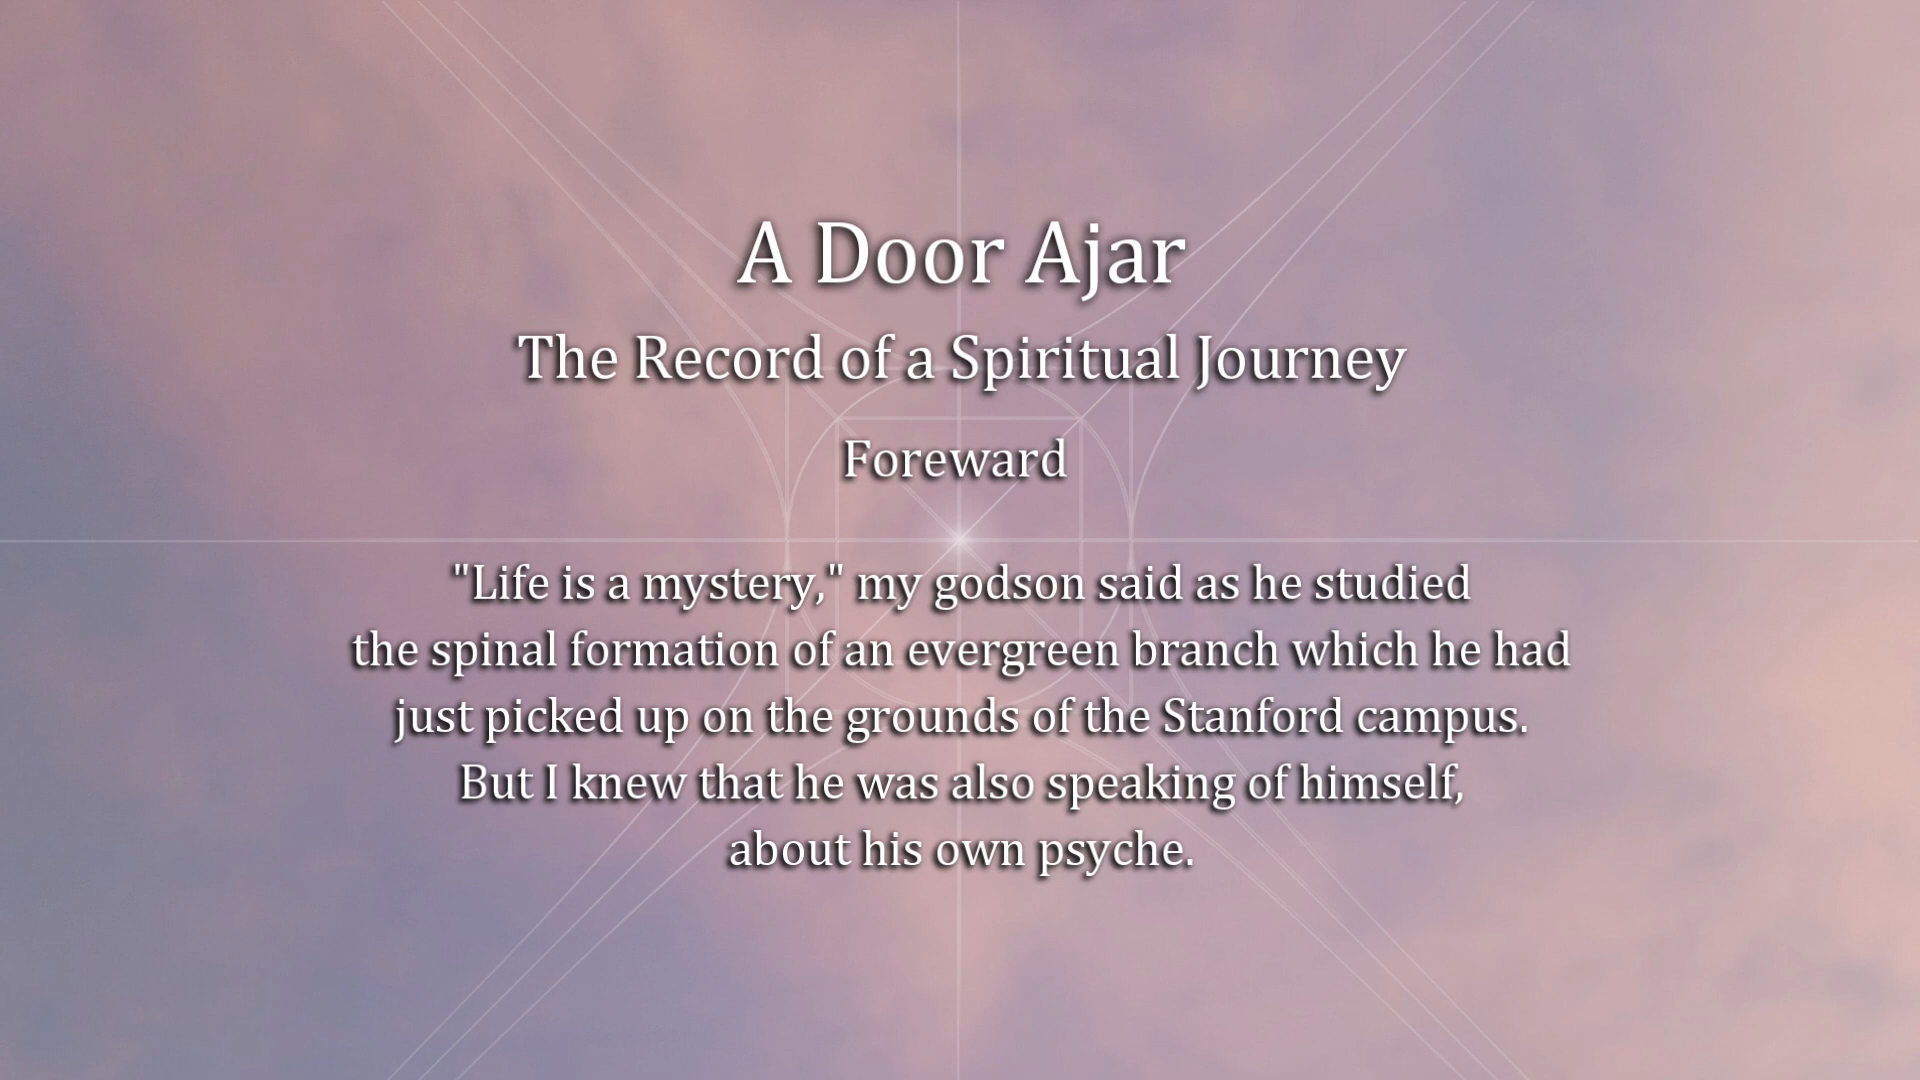 A Door Ajar
The Record of a Spiritual Journey
Foreward
"Life is a mystery," my godson said as he studied
the spinal formation of an evergreen branch which he had
just picked up on the grounds of the Stanford campus.
But I knew that he was also speaking of himself,
about his own psyche.